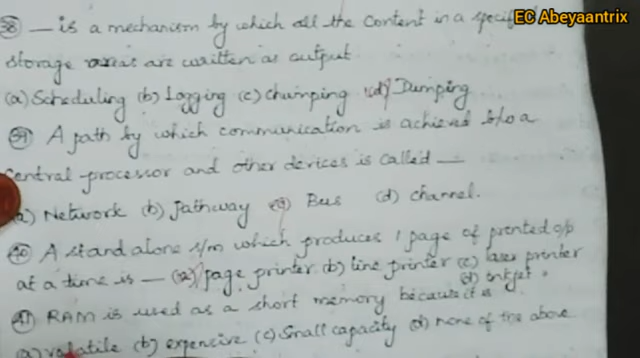 EC Abeyaantrix
38 — is a mechanism by which all the content in a specif
storage areas are written as output
(a) Scheduling (b) Logging (c) chumping (d) Dumping
39 A path by which communication is achieved b/o a
Central processor and other devices is called —
a) Network (b) Pathway (c) Bus (d) channel.
40 A stand alone s/m which produces 1 page of printed o/p
at a time is — (a) page printer (b) line printer (c) laser printer
(d) inkjet.
41 RAM is used as a short memory because it is
(a) volatile (b) expensive (c) Small capacity (d) none of the above